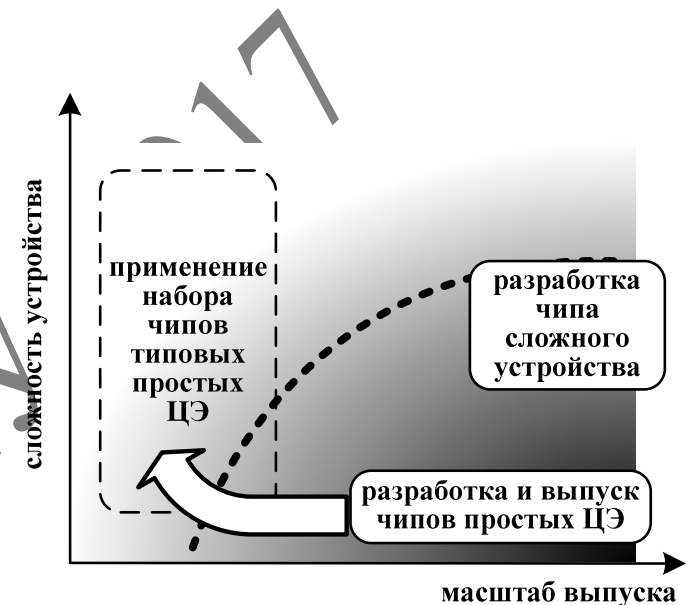 сложность устройства
применение
набора
чипов
типовых
простых
ЦЭ
разработка
чипа
сложного
устройства
разработка и выпуск
чипов простых ЦЭ
масштаб выпуска
17